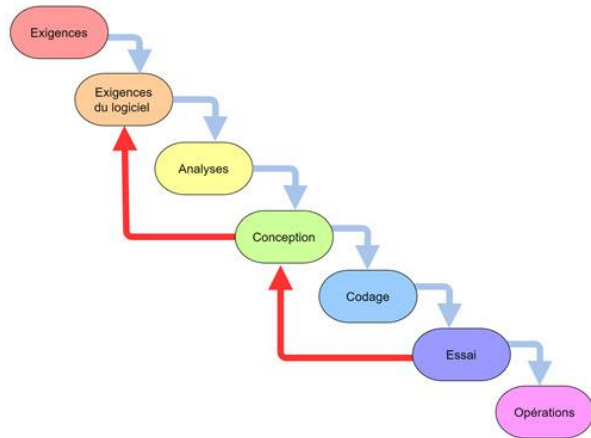 Exigences
Exigences
du logiciel
Analyses
Conception
Codage
Essai
Opérations